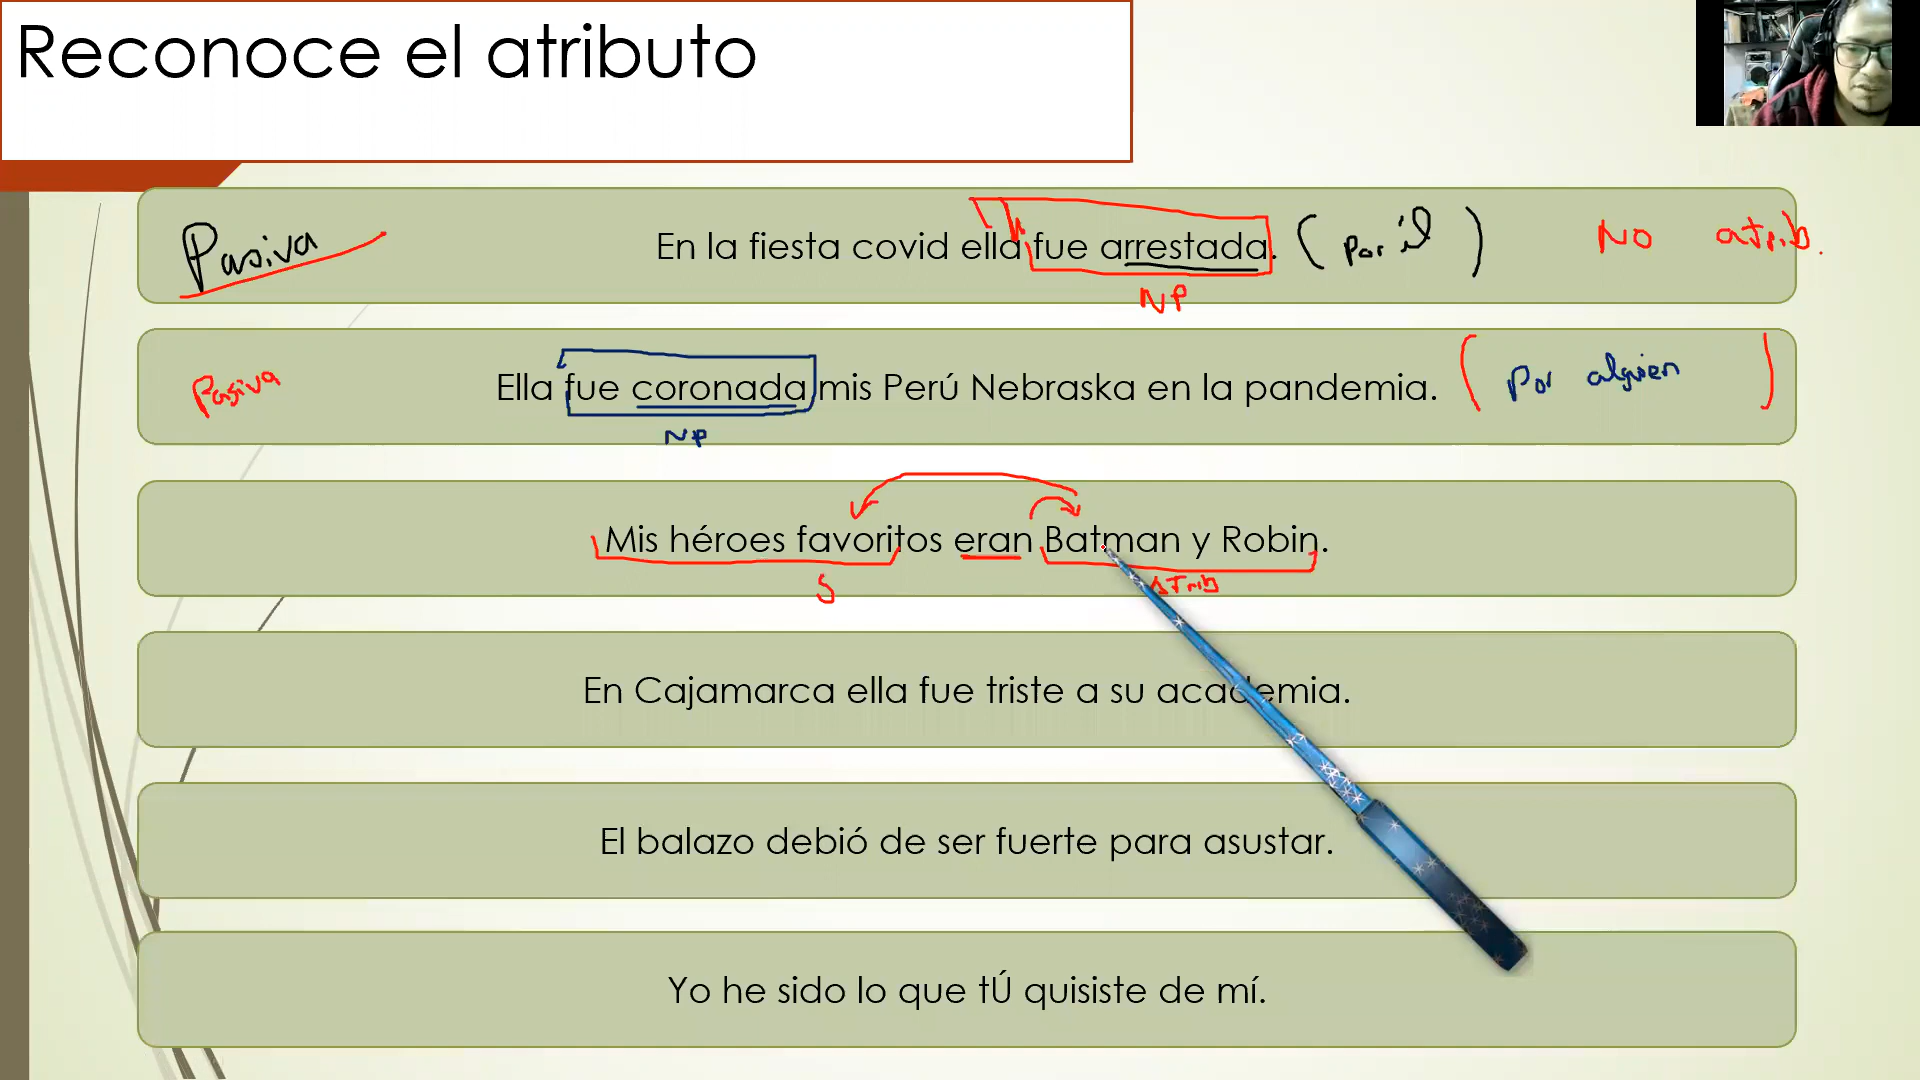 Reconoce el atributo
Pasiva En la fiesta covid ella fue arrestada. (por él) No atrib.
NP
Pasiva Ella fue coronada mis Perú Nebraska en la pandemia. (Por alguien)
NP
Mis héroes favoritos eran Batman y Robin.
S ATrib
En Cajamarca ella fue triste a su academia.
El balazo debió de ser fuerte para asustar.
Yo he sido lo que tÚ quisiste de mí.